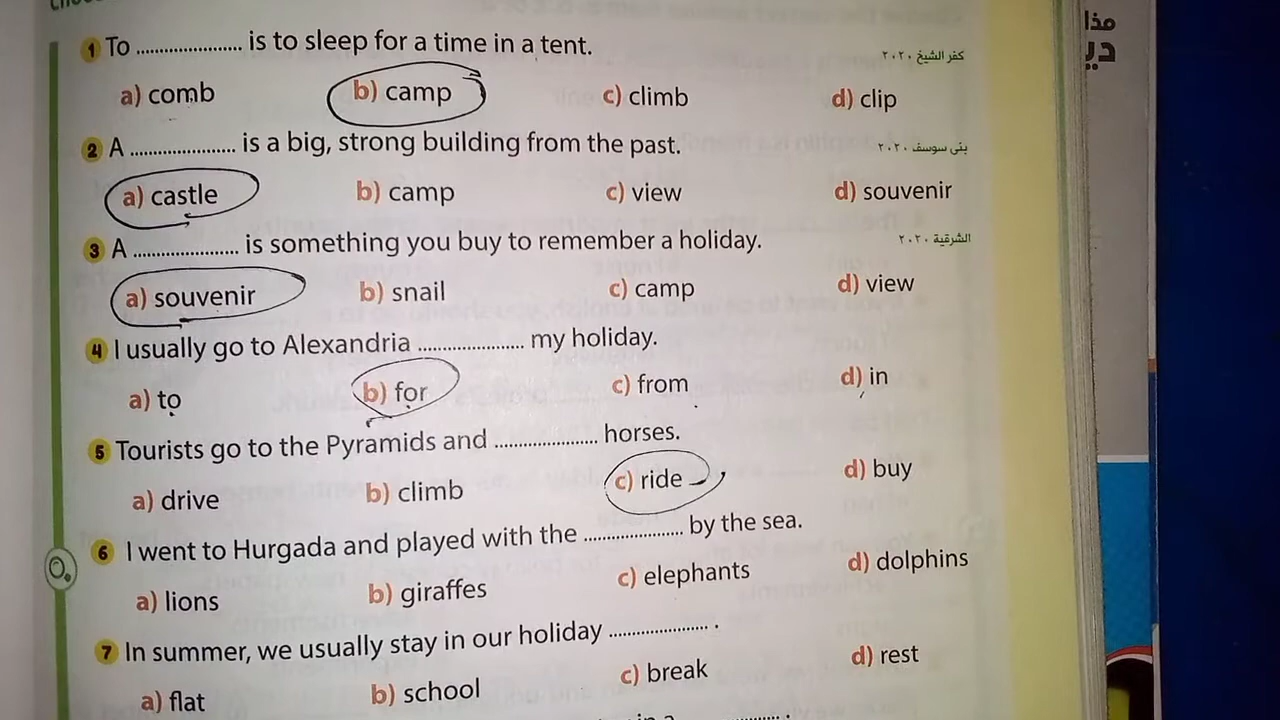 1 To ...................... is to sleep for a time in a tent. كفر الشيخ ٢٠٢٠
a) comb b) camp c) climb d) clip
2 A ...................... is a big, strong building from the past. بنى سويف ٢٠٢٠
a) castle b) camp c) view d) souvenir
3 A ...................... is something you buy to remember a holiday. الشرقية ٢٠٢٠
a) souvenir b) snail c) camp d) view
4 I usually go to Alexandria ...................... my holiday.
a) to b) for c) from d) in
5 Tourists go to the Pyramids and ...................... horses.
a) drive b) climb c) ride d) buy
6 I went to Hurgada and played with the ...................... by the sea.
a) lions b) giraffes c) elephants d) dolphins
7 In summer, we usually stay in our holiday ...................... .
a) flat b) school c) break d) rest